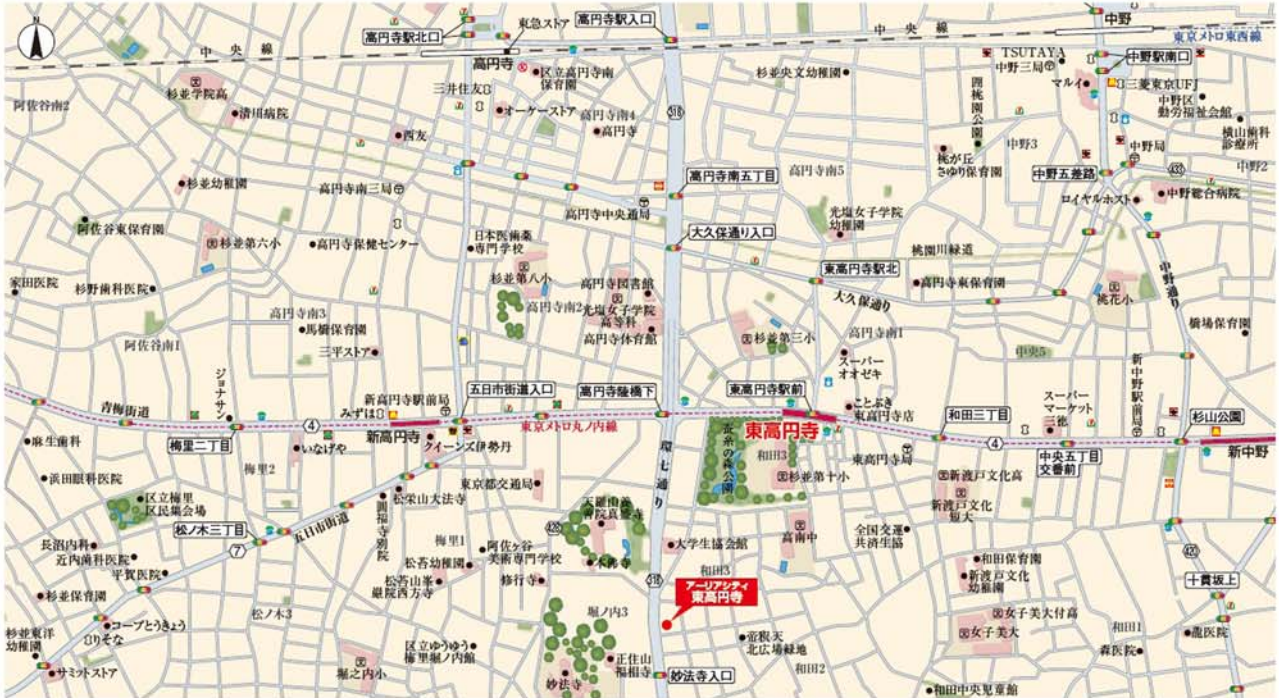 N
中央線
高円寺駅北口
東急ストア
高円寺駅入口
中央線
中野
東京メトロ東西線
高円寺
杉並学院高
区立高円寺南
保育園
杉並央文幼稚園
TSUTAYA
中野三局
中野駅南口
三井住友
マルイ
三菱東京UFJ
阿佐谷南2
清川病院
オーケーストア
高円寺南4
318
囲桃園公園
中野区
勤労福祉会館
西友
高円寺
横山歯科
診療所
中野3
中野局
桃が丘
さゆり保育園
433
中野2
杉並幼稚園
高円寺南三局
高円寺南五丁目
高円寺南5
中野五差路
中野総合病院
ロイヤルホスト
高円寺中央通局
光塩女子学院
幼稚園
阿佐谷東保育園
杉並第六小
高円寺保健センター
日本医歯薬
専門学校
大久保通り入口
桃園川緑道
東高円寺駅北
中野通り
家田医院
杉野歯科医院
杉並第八小
高円寺図書館
高円寺東保育園
大久保通り
桃花小
高円寺南2
光塩女子学院
高等科
高円寺南3
馬橋保育園
高円寺体育館
杉並第三小
高円寺南1
橋場保育園
阿佐谷南1
三平ストア
中央5
スーパー
オオゼキ
新中野駅前局
ジョナサン
新高円寺駅前局
五日市街道入口
高円寺陸橋下
東高円寺駅前
ことぶき
東高円寺店
スーパー
マーケット
三徳
青梅街道
みずほ
和田三丁目
杉山公園
梅里二丁目
4
新高円寺
東京メトロ丸ノ内線
東高円寺
4
麻生歯科
いなげや
クイーンズ伊勢丹
環七通り
蚕糸の森公園
和田3
東高円寺局
中央五丁目
交番前
新中野
梅里2
浜田眼科医院
東京都交通局
杉並第十小
新渡戸文化高
区立梅里
区民集会場
松栄山大法寺
新渡戸文化
短大
松ノ木三丁目
五日市街道
圓福寺別院
428
高南中
全国交運
共済生協
420
長沼内科
7
梅里1
阿佐ケ谷
美術専門学校
大学生協会館
近内歯科医院
松苔幼稚園
本佛寺
和田3
和田保育園
平賀医院
松苔山峯
厳院西方寺
修行寺
318
新渡戸文化
幼稚園
十貫坂上
杉並保育園
アーリアシティ
東高円寺
松ノ木3
堀ノ内3
女子美大付高
コープとうきょう
杉並東洋
幼稚園
りそな
区立ゆうゆう
梅里堀ノ内館
帝釈天
北広場緑地
女子美大
和田1
龍医院
サミットストア
堀之内小
妙法寺
正住山
福相寺
妙法寺入口
和田2
森医院
和田中央児童館